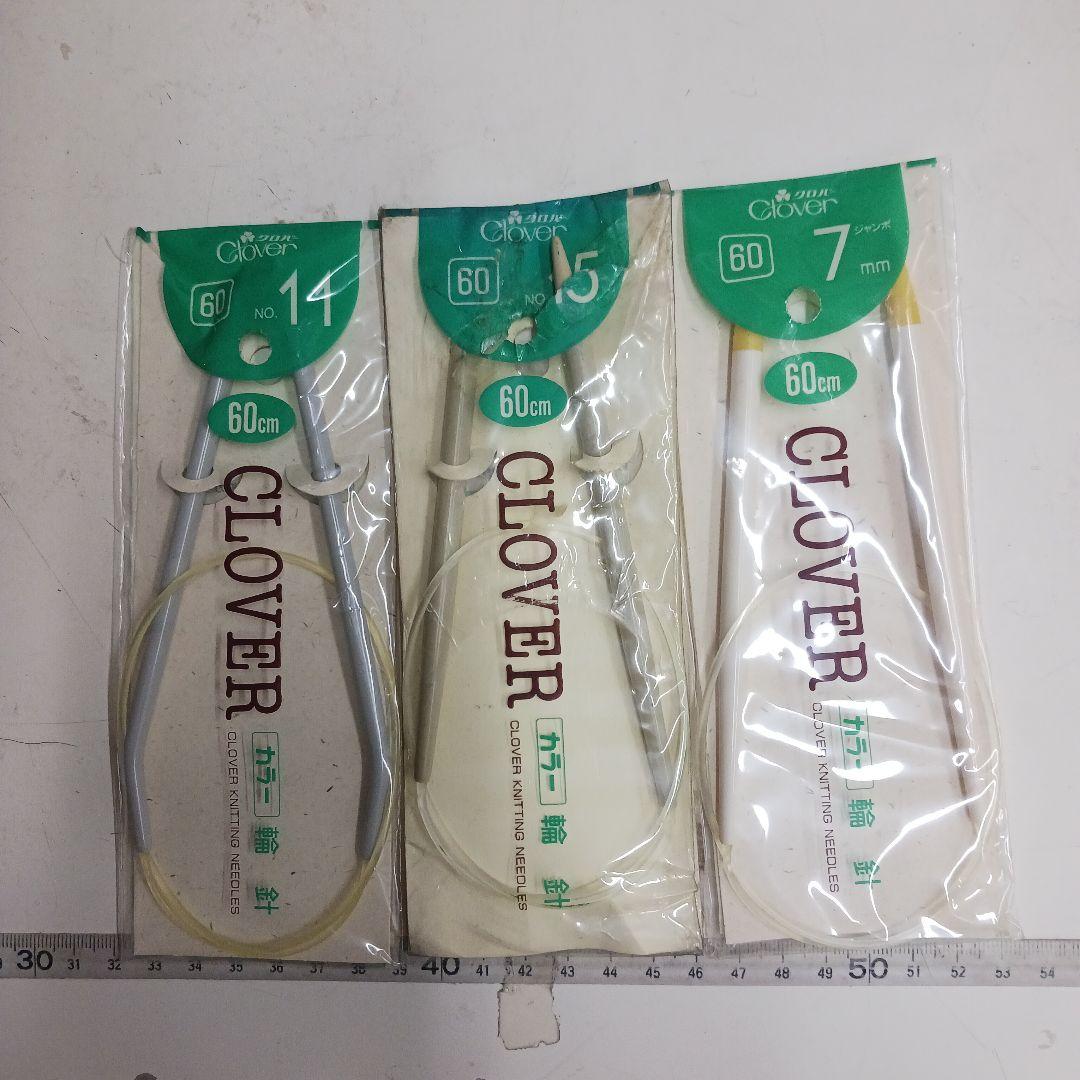 クロバー
Clover
60
NO. 11
60cm
CLOVER
カラー 輪針
CLOVER KNITTING NEEDLES
クロバー
Clover
60
NO. 15
60cm
CLOVER
カラー 輪針
CLOVER KNITTING NEEDLES
クロバー
Clover
60
7 ジャンボ
mm
60cm
CLOVER
カラー 輪針
CLOVER KNITTING NEEDLES
30 31 32 33 34 35 36 37 38 39 40 41 42 43 44 45 46 47 48 49 50 51 52 53 54